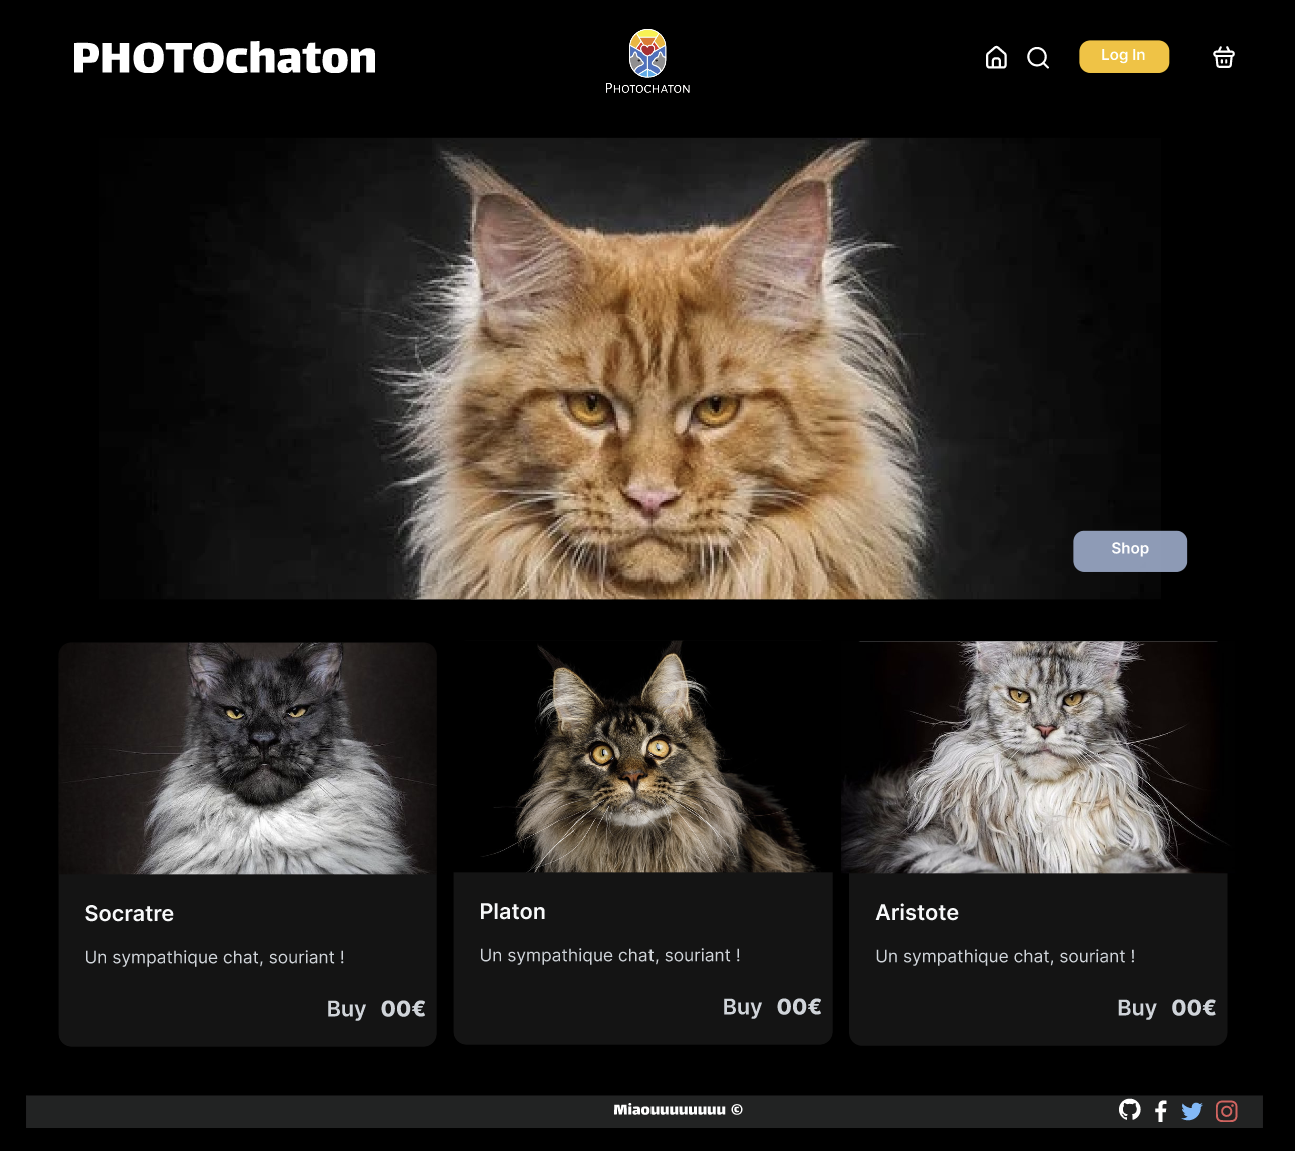 PHOTOchaton
PHOTOCHATON
Log In
Shop
Socratre
Un sympathique chat, souriant !
Buy 00€
Platon
Un sympathique chat, souriant !
Buy 00€
Aristote
Un sympathique chat, souriant !
Buy 00€
Miaouuuuuuuuu ©